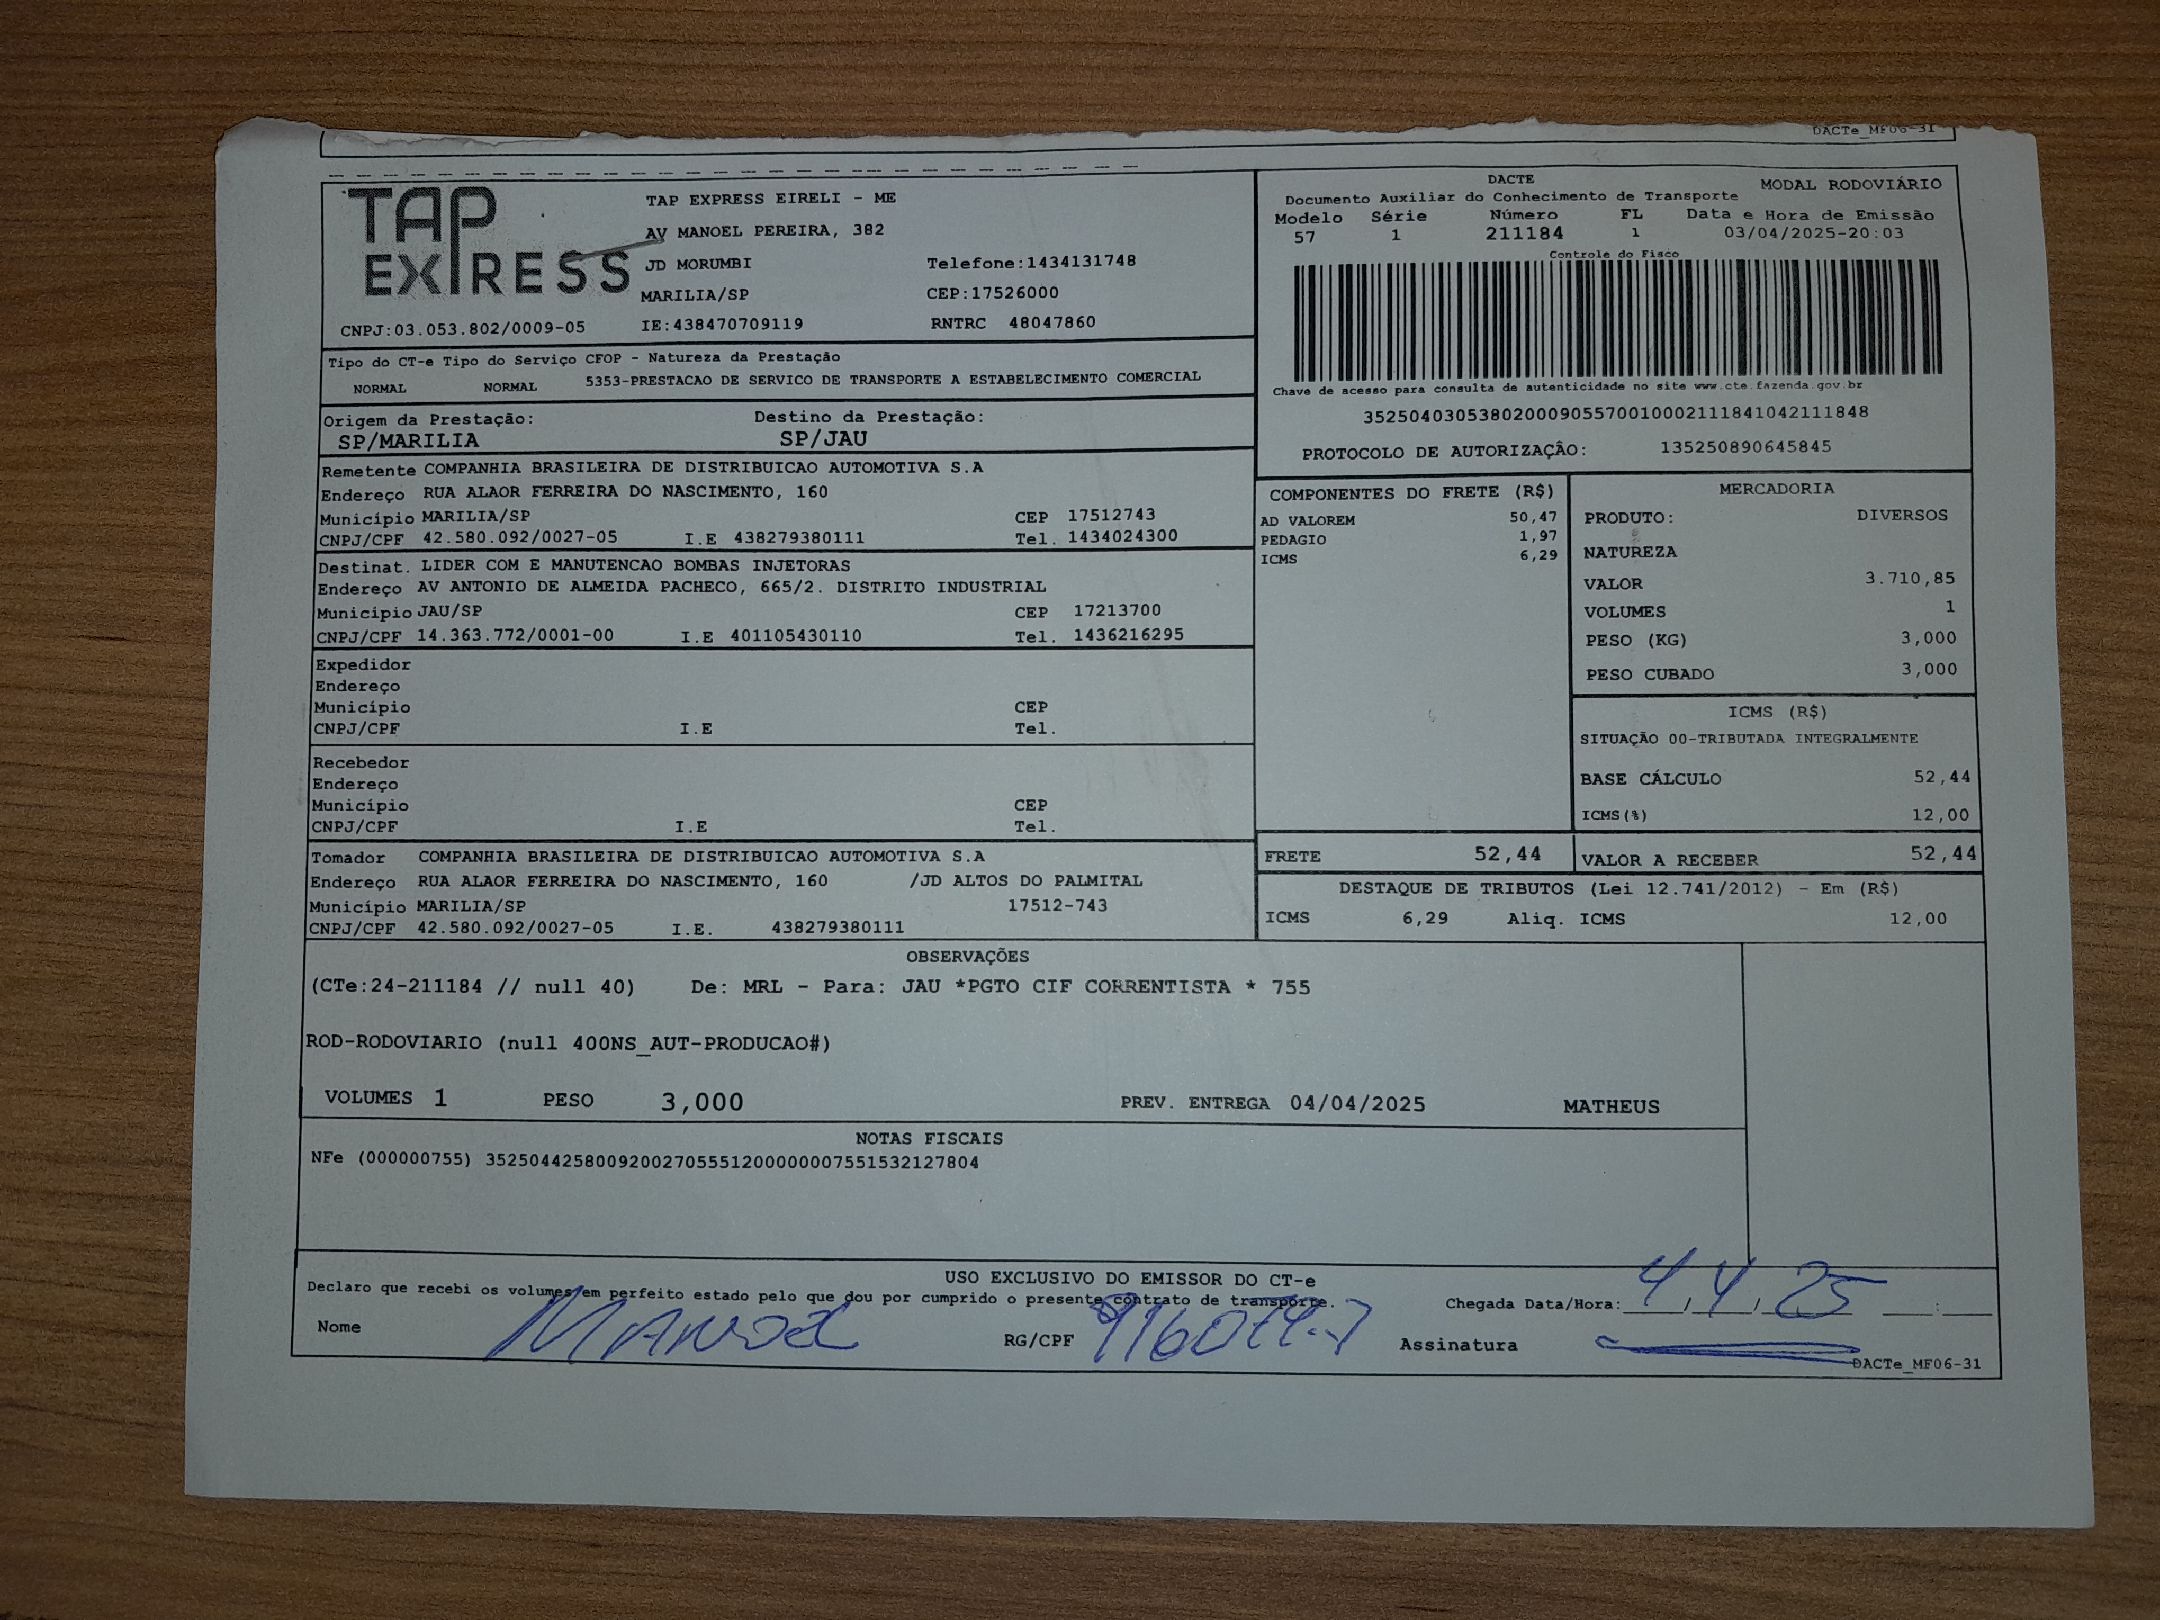 DACTe_MF06-31
TAP EXPRESS
TAP EXPRESS EIRELI - ME
AV MANOEL PEREIRA, 382
JD MORUMBI Telefone:1434131748
MARILIA/SP CEP:17526000
CNPJ:03.053.802/0009-05 IE:438470709119 RNTRC 48047860
DACTE MODAL RODOVIÁRIO
Documento Auxiliar do Conhecimento de Transporte
Modelo Série Número FL Data e Hora de Emissão
57 1 211184 1 03/04/2025-20:03
Controle do Fisco
Chave de acesso para consulta de autenticidade no site www.cte.fazenda.gov.br
35250403053802000905570010002111841042111848
PROTOCOLO DE AUTORIZAÇÂO: 135250890645845
Tipo do CT-e Tipo do Serviço CFOP - Natureza da Prestação
NORMAL NORMAL 5353-PRESTACAO DE SERVICO DE TRANSPORTE A ESTABELECIMENTO COMERCIAL
Origem da Prestação: Destino da Prestação:
SP/MARILIA SP/JAU
Remetente COMPANHIA BRASILEIRA DE DISTRIBUICAO AUTOMOTIVA S.A
Endereço RUA ALAOR FERREIRA DO NASCIMENTO, 160
Município MARILIA/SP CEP 17512743
CNPJ/CPF 42.580.092/0027-05 I.E 438279380111 Tel. 1434024300
Destinat. LIDER COM E MANUTENCAO BOMBAS INJETORAS
Endereço AV ANTONIO DE ALMEIDA PACHECO, 665/2. DISTRITO INDUSTRIAL
Município JAU/SP CEP 17213700
CNPJ/CPF 14.363.772/0001-00 I.E 401105430110 Tel. 1436216295
Expedidor
Endereço
Município CEP
CNPJ/CPF I.E Tel.
Recebedor
Endereço
Município CEP
CNPJ/CPF I.E Tel.
Tomador COMPANHIA BRASILEIRA DE DISTRIBUICAO AUTOMOTIVA S.A
Endereço RUA ALAOR FERREIRA DO NASCIMENTO, 160 /JD ALTOS DO PALMITAL
Município MARILIA/SP 17512-743
CNPJ/CPF 42.580.092/0027-05 I.E. 438279380111
COMPONENTES DO FRETE (R$)
AD VALOREM 50,47
PEDAGIO 1,97
ICMS 6,29
MERCADORIA
PRODUTO: DIVERSOS
NATUREZA
VALOR 3.710,85
VOLUMES 1
PESO (KG) 3,000
PESO CUBADO 3,000
ICMS (R$)
SITUAÇÃO 00-TRIBUTADA INTEGRALMENTE
BASE CÁLCULO 52,44
ICMS(%) 12,00
FRETE 52,44 VALOR A RECEBER 52,44
DESTAQUE DE TRIBUTOS (Lei 12.741/2012) - Em (R$)
ICMS 6,29 Aliq. ICMS 12,00
OBSERVAÇÕES
(CTe:24-211184 // null 40) De: MRL - Para: JAU *PGTO CIF CORRENTISTA * 755
ROD-RODOVIARIO (null 400NS_AUT-PRODUCAO#)
VOLUMES 1 PESO 3,000 PREV. ENTREGA 04/04/2025 MATHEUS
NOTAS FISCAIS
NFe (000000755) 35250442580092002705551200000007551532127804
USO EXCLUSIVO DO EMISSOR DO CT-e
Declaro que recebi os volumes em perfeito estado pelo que dou por cumprido o presente contrato de transporte.
Chegada Data/Hora: 4/4/25 :
Nome MANOEL RG/CPF Assinatura
DACTe_MF06-31